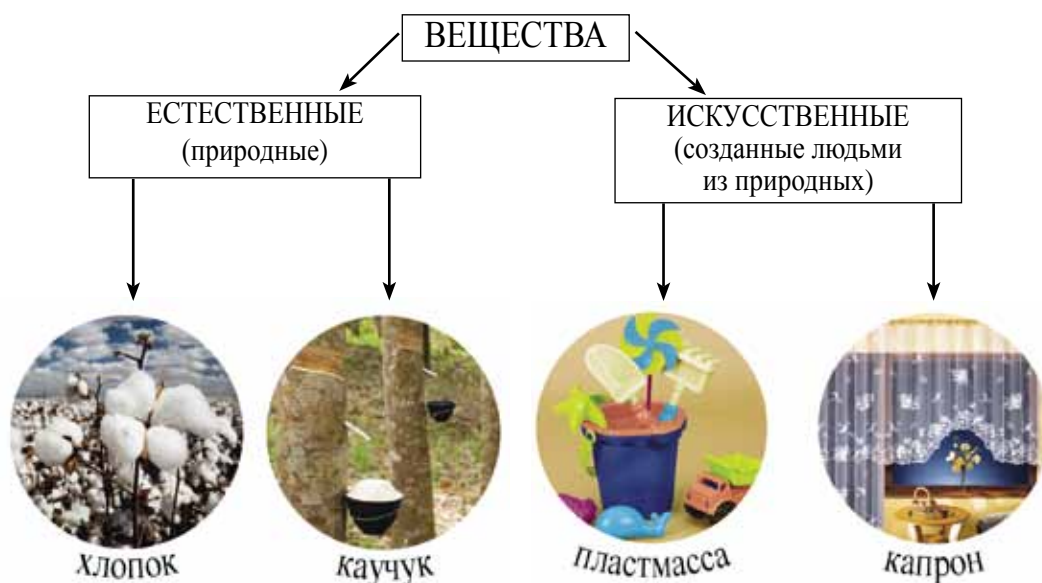 ВЕЩЕСТВА
ЕСТЕСТВЕННЫЕ
(природные)
ИСКУССТВЕННЫЕ
(созданные людьми
из природных)
хлопок
каучук
пластмасса
капрон